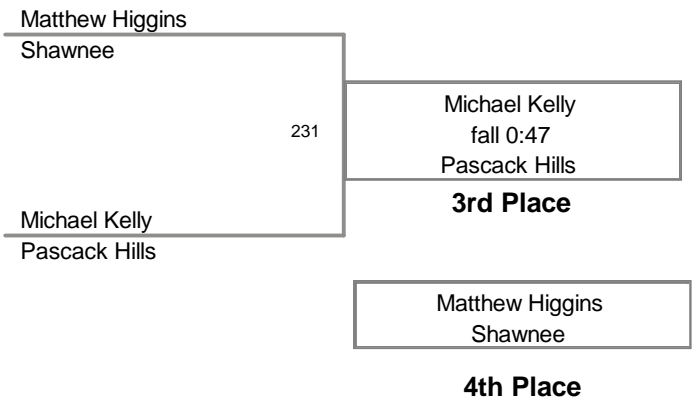 Matthew Higgins
Shawnee
231
Michael Kelly
fall 0:47
Pascack Hills
3rd Place
Michael Kelly
Pascack Hills
Matthew Higgins
Shawnee
4th Place